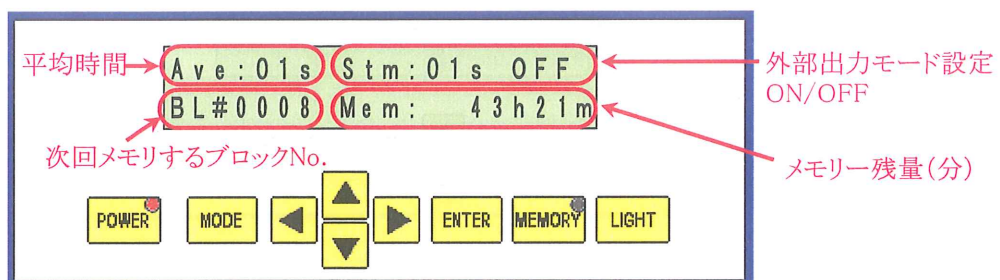 平均時間
Ave:01s Stm:01s OFF
外部出力モード設定
ON/OFF
BL#0008 Mem: 43h21m
次回メモリするブロックNo.
メモリー残量(分)
POWER MODE ENTER MEMORY LIGHT